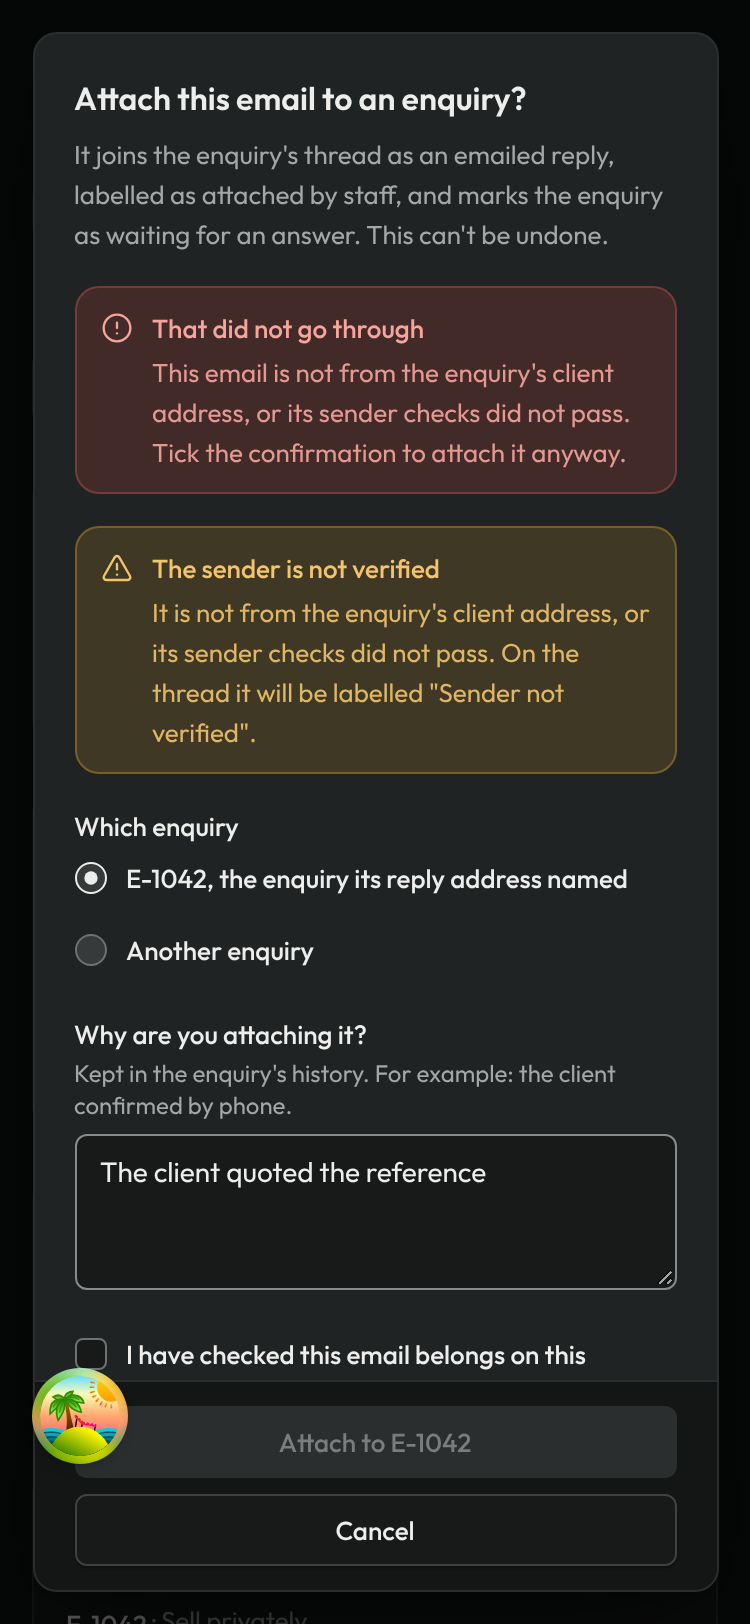 Attach this email to an enquiry?
It joins the enquiry's thread as an emailed reply,
labelled as attached by staff, and marks the enquiry
as waiting for an answer. This can't be undone.
That did not go through
This email is not from the enquiry's client
address, or its sender checks did not pass.
Tick the confirmation to attach it anyway.
The sender is not verified
It is not from the enquiry's client address, or
its sender checks did not pass. On the
thread it will be labelled "Sender not
verified".
Which enquiry
E-1042, the enquiry its reply address named
Another enquiry
Why are you attaching it?
Kept in the enquiry's history. For example: the client
confirmed by phone.
The client quoted the reference
I have checked this email belongs on this
Attach to E-1042
Cancel
E-1042: Sell privately